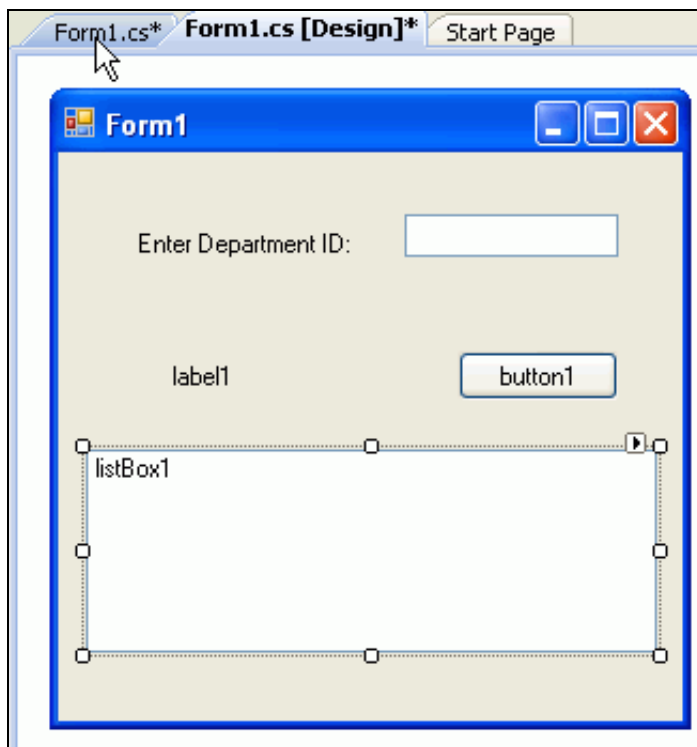 Form1.cs* Form1.cs [Design]* Start Page
Form1
Enter Department ID:
label1 button1
listBox1